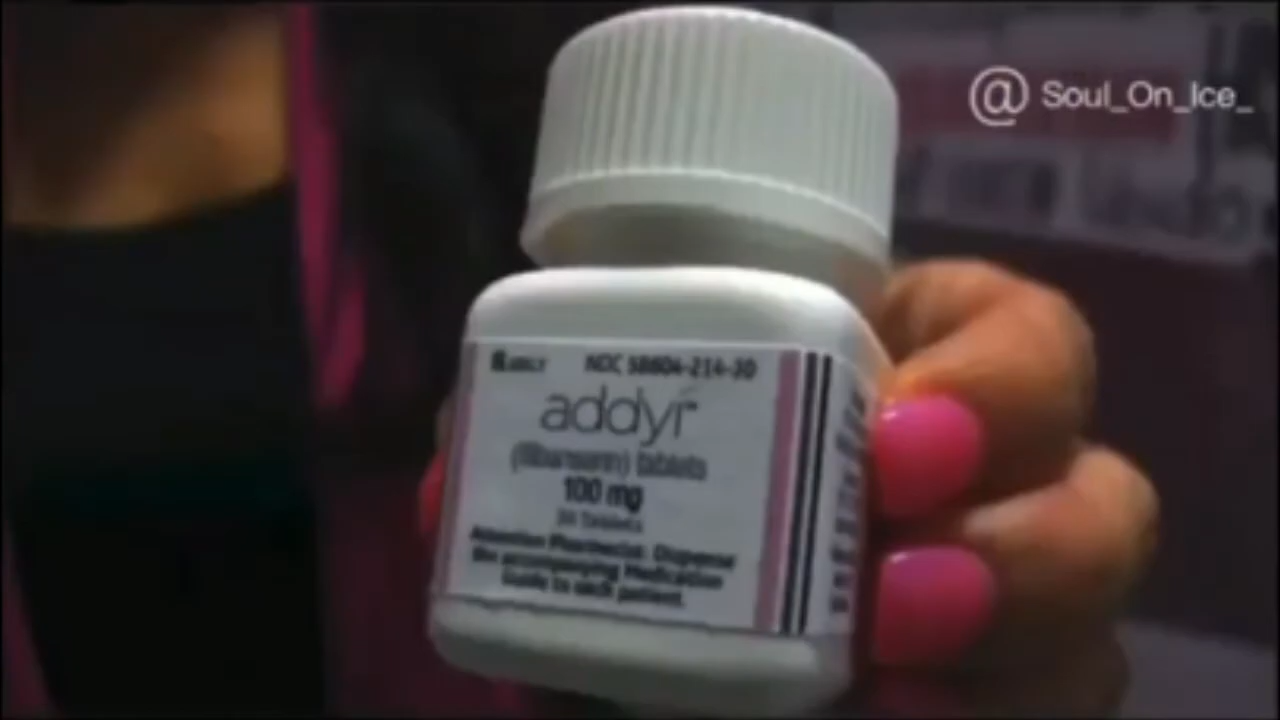 @Soul_On_Ice_
NDC 58604-214-30
addyi™
(flibanserin) tablets
100 mg
30 Tablets
Attention Pharmacist: Dispense
the accompanying Medication
Guide to each patient.